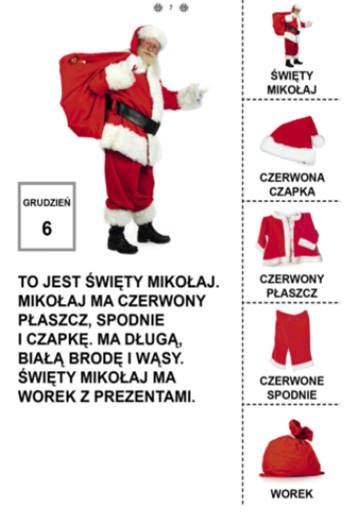 7
GRUDZIEŃ
6
TO JEST ŚWIĘTY MIKOŁAJ.
MIKOŁAJ MA CZERWONY
PŁASZCZ, SPODNIE
I CZAPKĘ. MA DŁUGĄ,
BIAŁĄ BRODĘ I WĄSY.
ŚWIĘTY MIKOŁAJ MA
WOREK Z PREZENTAMI.
ŚWIĘTY
MIKOŁAJ
CZERWONA
CZAPKA
CZERWONY
PŁASZCZ
CZERWONE
SPODNIE
WOREK